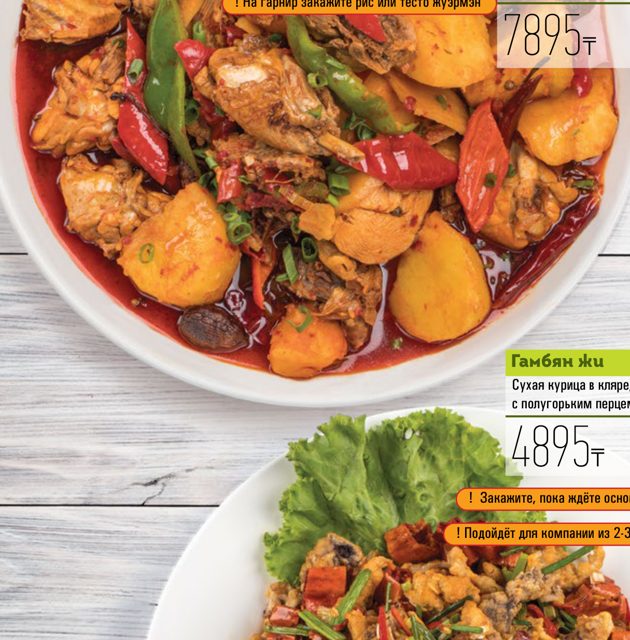 ! На гарнир закажите рис или тесто жуэрмэн
7895₸
Гамбян жи
Сухая курица в кляре,
с полугорьким перцем
4895₸
! Закажите, пока ждёте осно
! Подойдёт для компании из 2-3